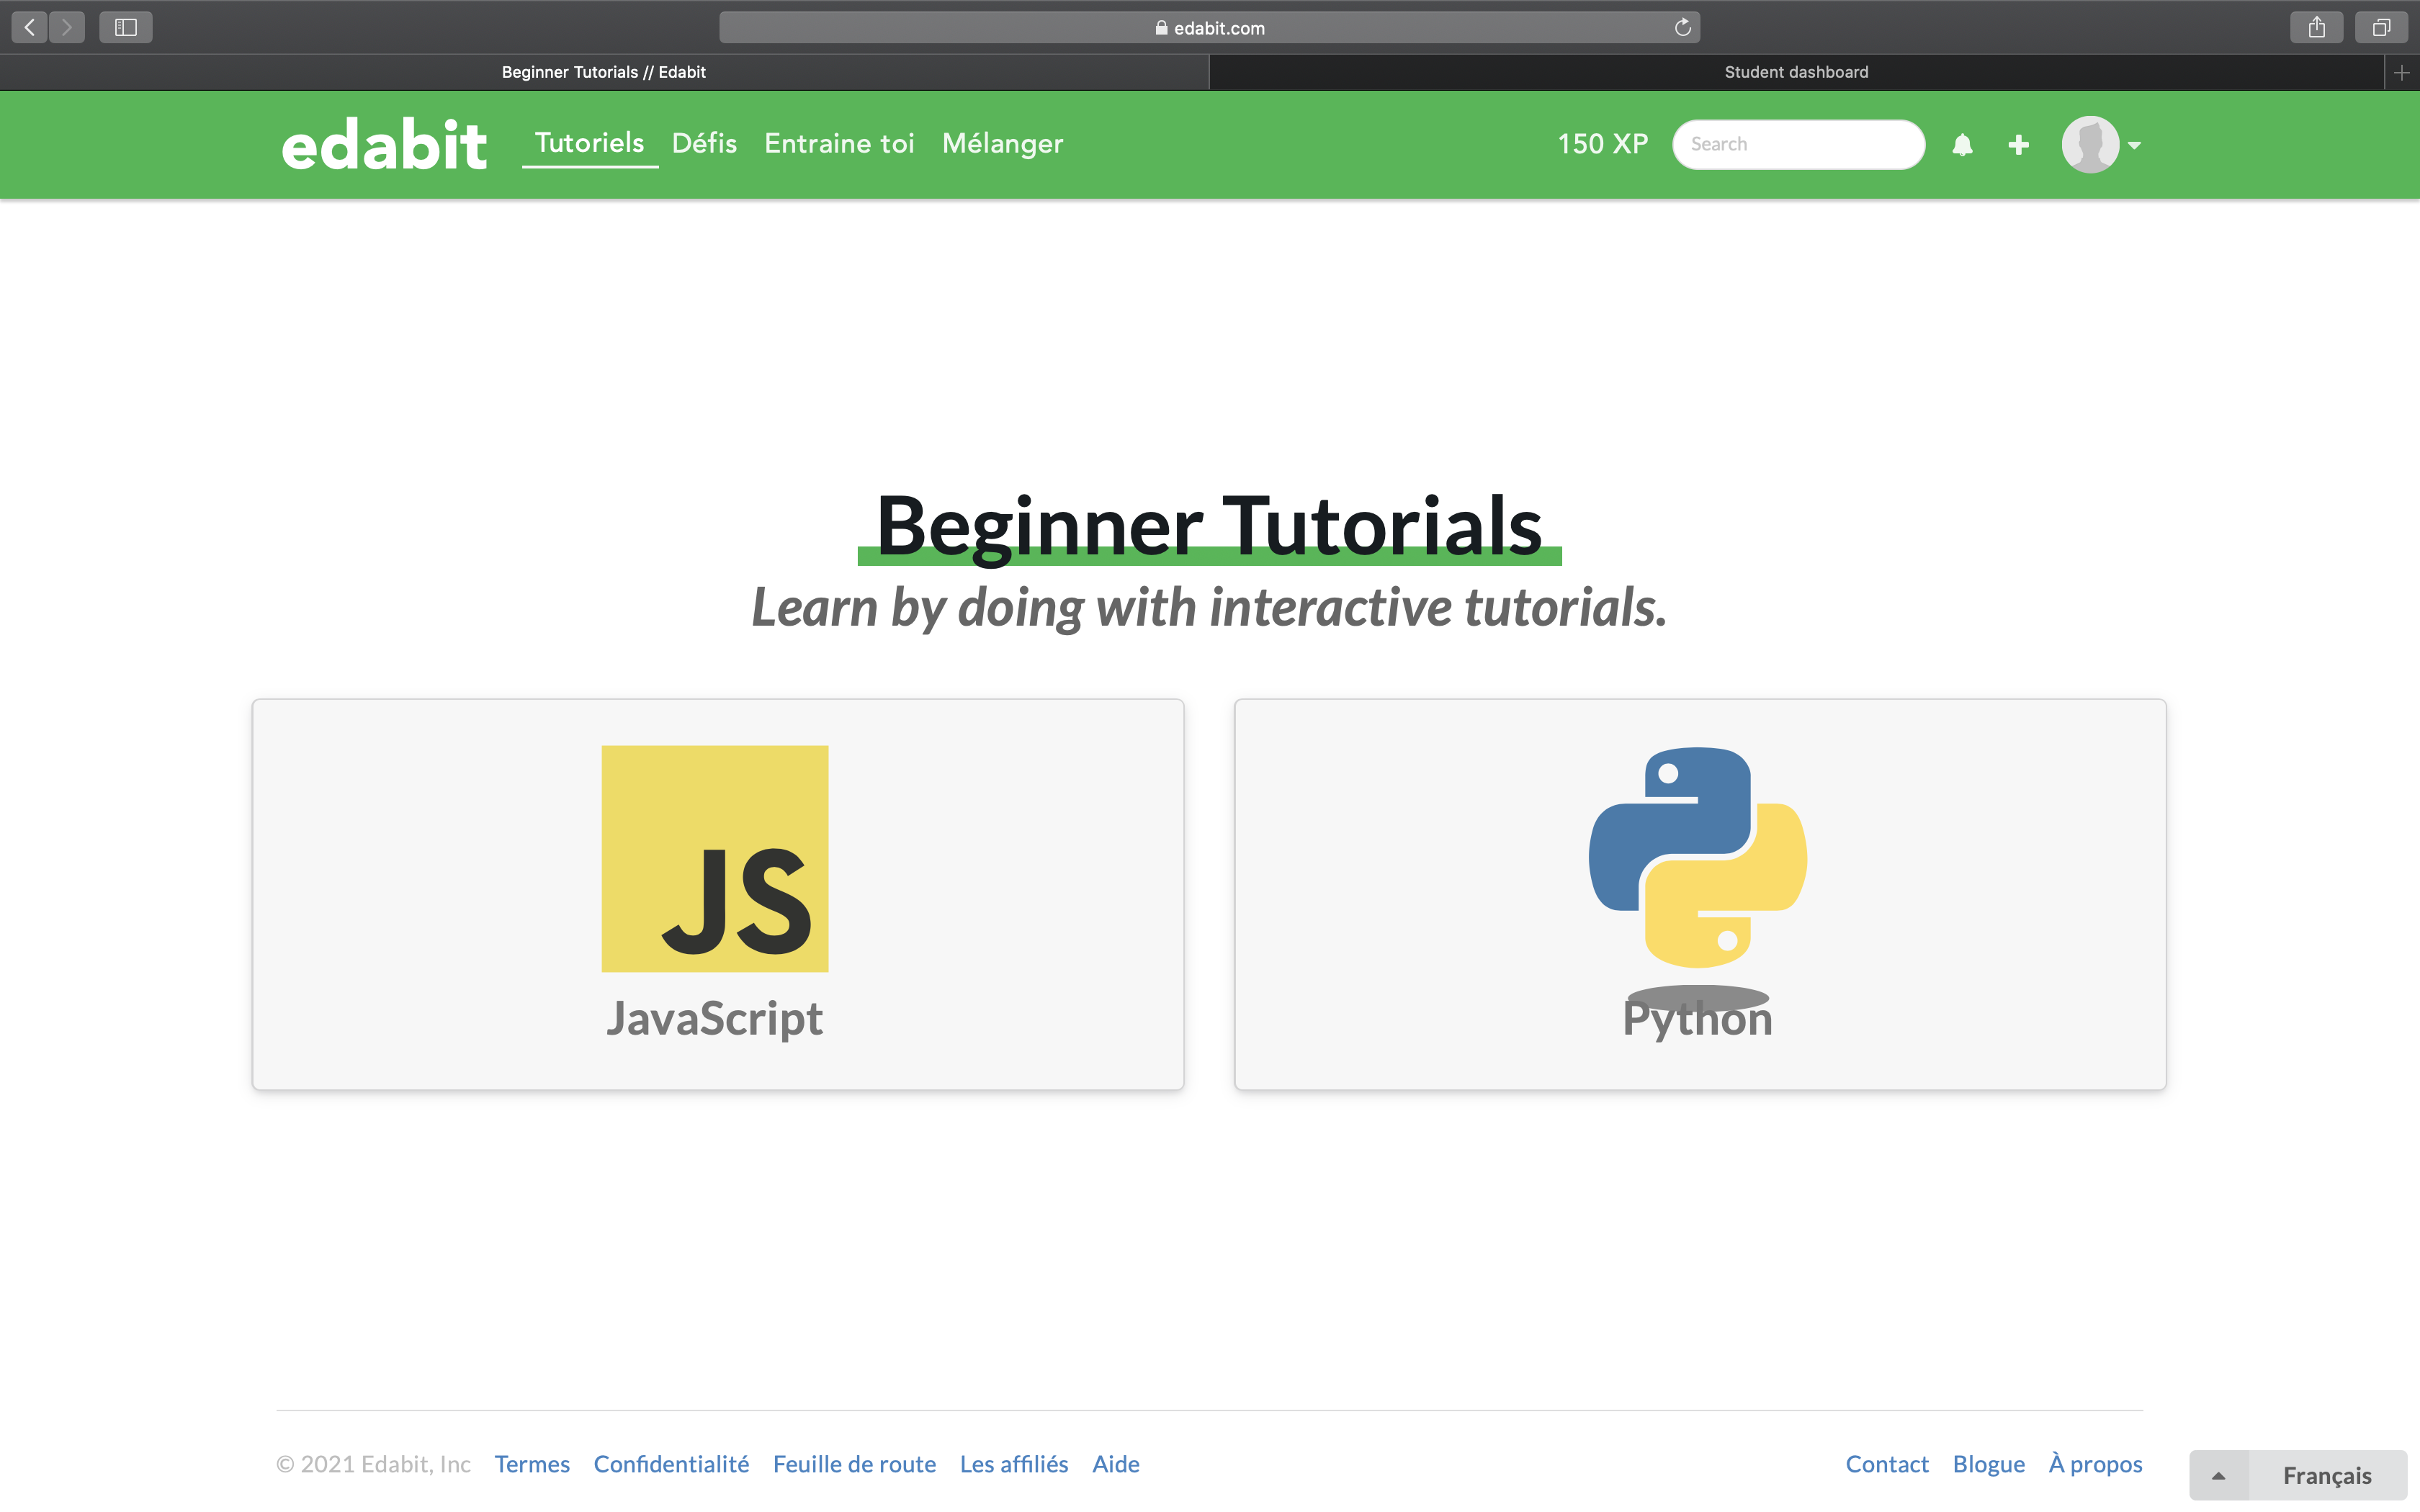 edabit.com
Beginner Tutorials // Edabit
Student dashboard
edabit Tutoriels Défis Entraine toi Mélanger 150 XP Search
Beginner Tutorials
Learn by doing with interactive tutorials.
JS
JavaScript
Python
© 2021 Edabit, Inc Termes Confidentialité Feuille de route Les affiliés Aide Contact Blogue À propos
Français